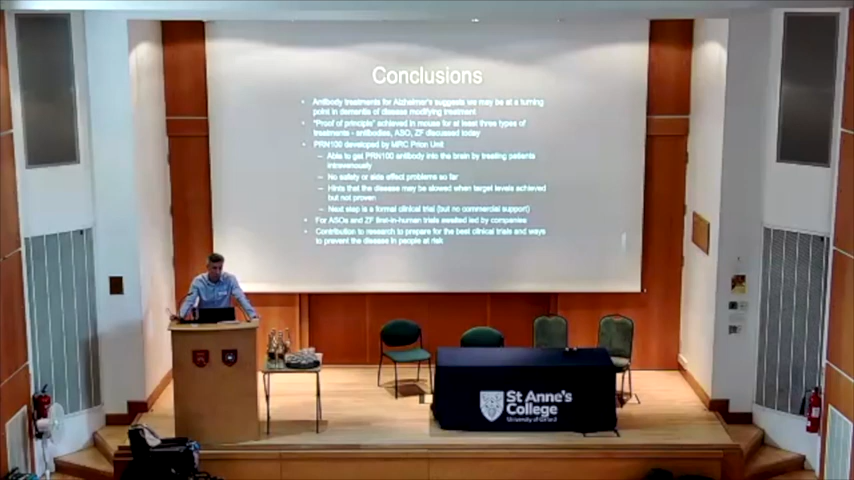 Conclusions
• Antibody treatments for Alzheimer's suggests we may be at a turning
point in dementia of disease modifying treatment
• "Proof of principle" achieved in mouse for at least three types of
treatments - antibodies, ASO, ZF discussed today
• PRN100 developed by MRC Prion Unit
– Able to get PRN100 antibody into the brain by treating patients
intravenously
– No safety or side effect problems so far
– Hints that the disease may be slowed when target levels achieved
but not proven
– Next step is a formal clinical trial (but no commercial support)
• For ASOs and ZF first-in-human trials awaited led by companies
• Contribution to research to prepare for the best clinical trials and ways
to prevent the disease in people at risk
St Anne's
College
University of Oxford